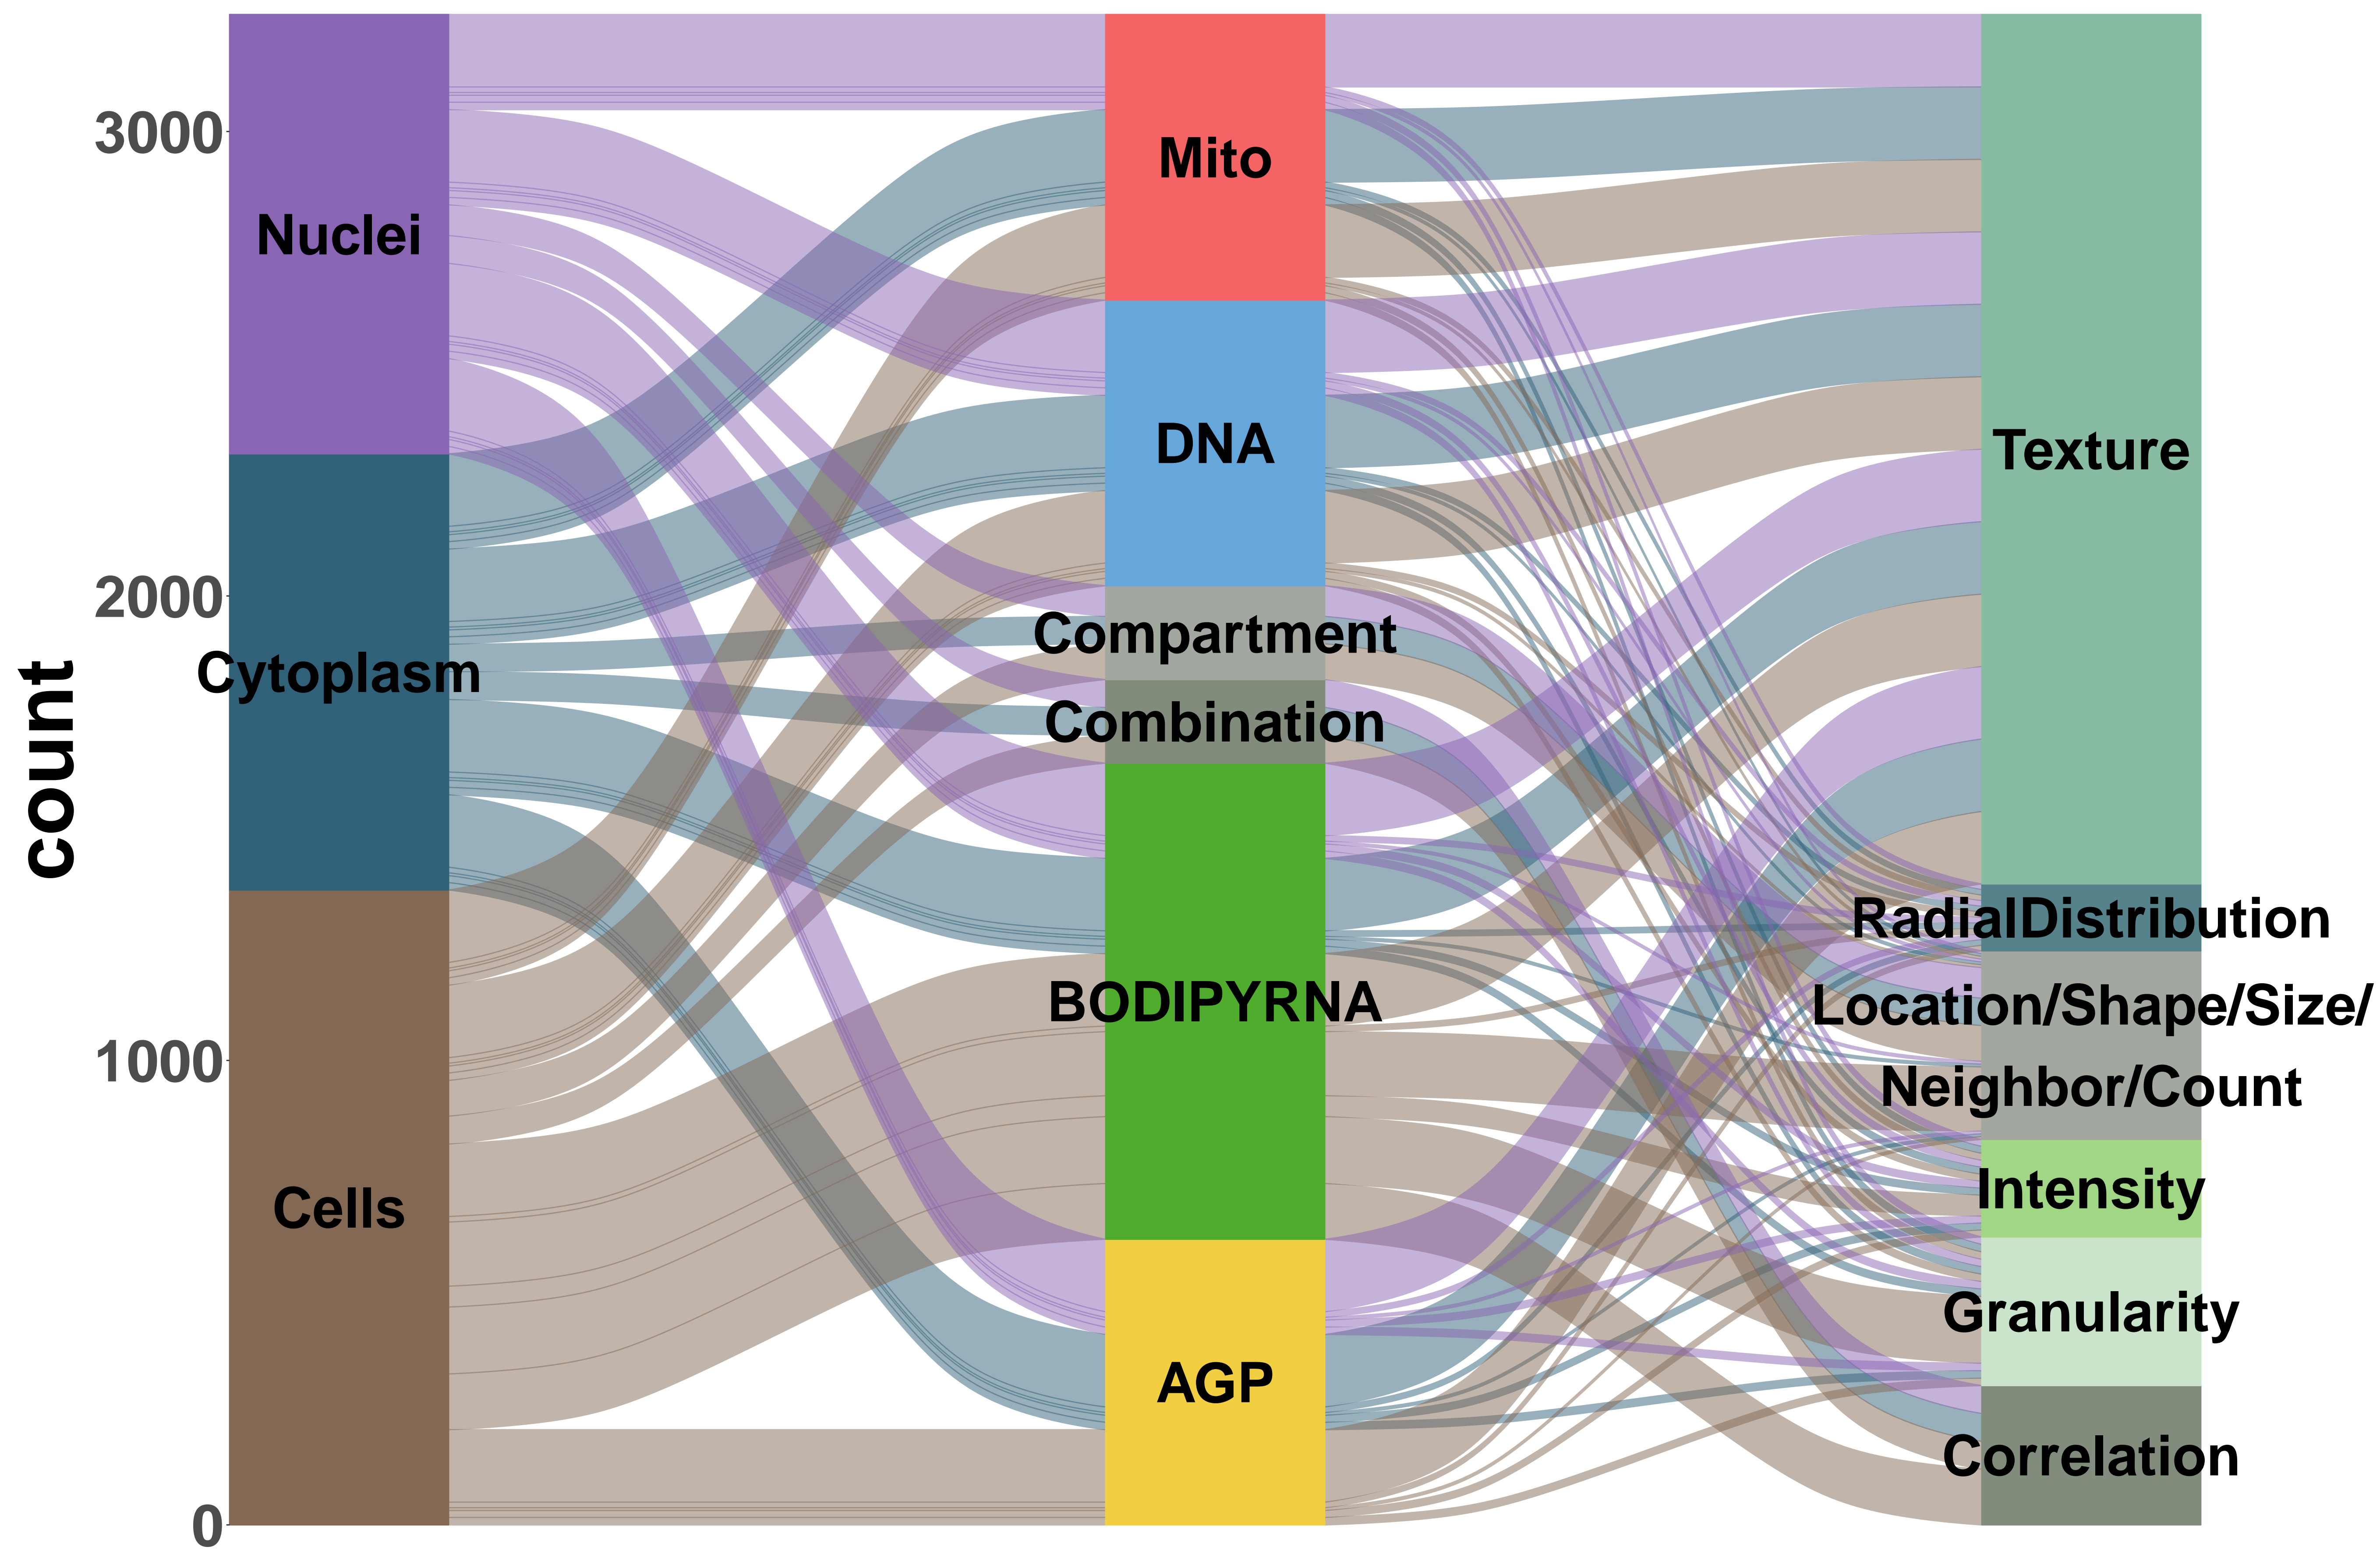 count
3000
2000
1000
0
Nuclei
Cytoplasm
Cells
Mito
DNA
Compartment
Combination
BODIPYRNA
AGP
Texture
RadialDistribution
Location/Shape/Size/
Neighbor/Count
Intensity
Granularity
Correlation